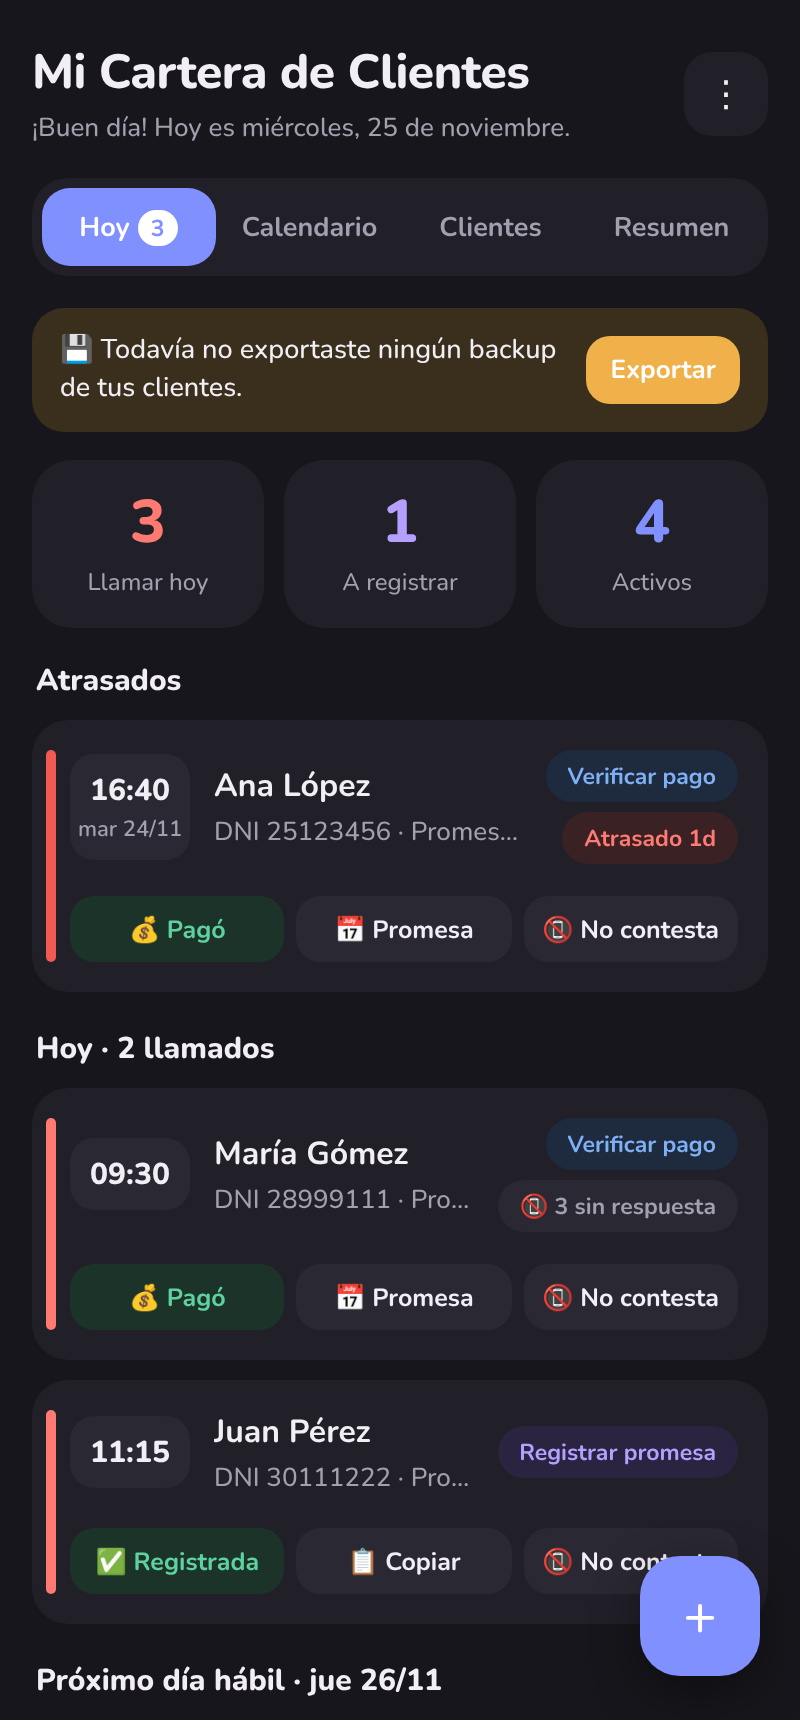 Mi Cartera de Clientes
¡Buen día! Hoy es miércoles, 25 de noviembre.
Hoy 3 Calendario Clientes Resumen
💾 Todavía no exportaste ningún backup
de tus clientes.
Exportar
3
Llamar hoy
1
A registrar
4
Activos
Atrasados
16:40
mar 24/11
Ana López
DNI 25123456 · Promes...
Verificar pago
Atrasado 1d
💰 Pagó
📅 Promesa
📵 No contesta
Hoy · 2 llamados
09:30
María Gómez
DNI 28999111 · Pro...
Verificar pago
📵 3 sin respuesta
💰 Pagó
📅 Promesa
📵 No contesta
11:15
Juan Pérez
DNI 30111222 · Pro...
Registrar promesa
✅ Registrada
📋 Copiar
📵 No
+
Próximo día hábil · jue 26/11